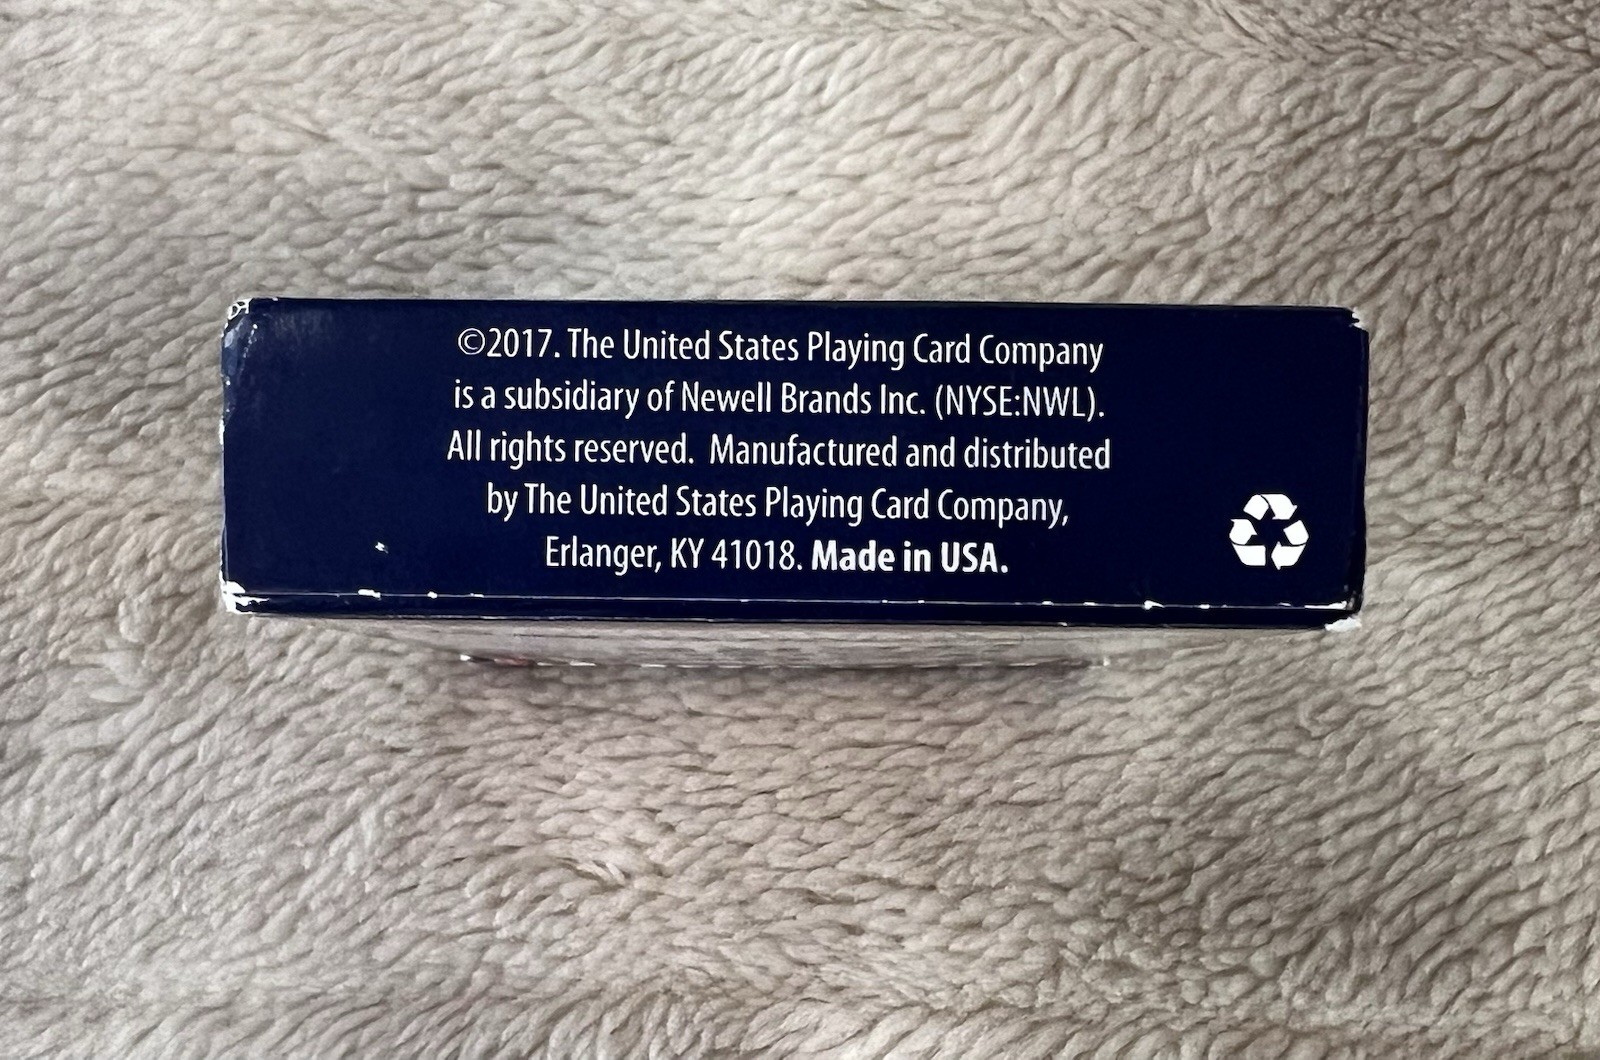 ©2017. The United States Playing Card Company
is a subsidiary of Newell Brands Inc. (NYSE:NWL).
All rights reserved.  Manufactured and distributed
by The United States Playing Card Company,
Erlanger, KY 41018. Made in USA.